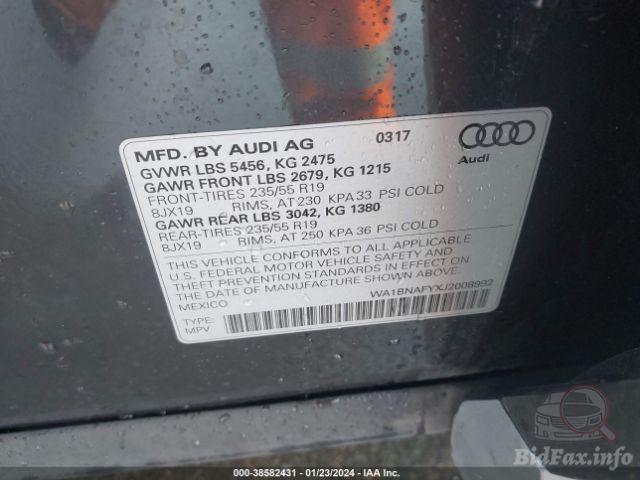 MFD. BY AUDI AG 0317
GVWR LBS 5456, KG 2475
GAWR FRONT LBS 2679, KG 1215
FRONT-TIRES 235/55 R19
8JX19 RIMS, AT 230 KPA 33 PSI COLD
GAWR REAR LBS 3042, KG 1380
REAR-TIRES 235/55 R19
8JX19 RIMS, AT 250 KPA 36 PSI COLD
Audi
THIS VEHICLE CONFORMS TO ALL APPLICABLE
U.S. FEDERAL MOTOR VEHICLE SAFETY, BUMPER AND
THEFT PREVENTION STANDARDS IN EFFECT ON
THE DATE OF MANUFACTURE SHOWN ABOVE.
MEXICO
WA1BNAFYXJ2008992
TYPE:
MPV
000-38582431 - 01/23/2024 - IAA Inc.
BidFax.info